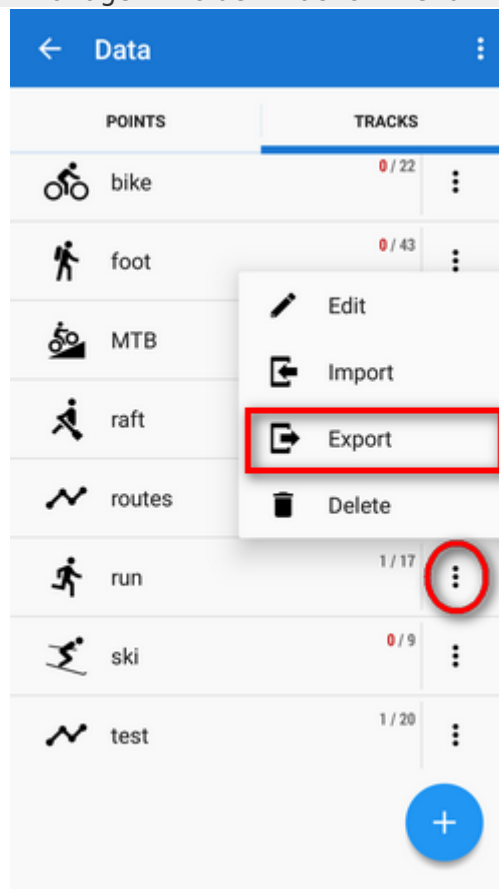 Data
POINTS TRACKS
bike 0 / 22
foot 0 / 43
Edit
MTB
Import
raft
Export
routes
Delete
run 1 / 17
ski 0 / 9
test 1 / 20
+